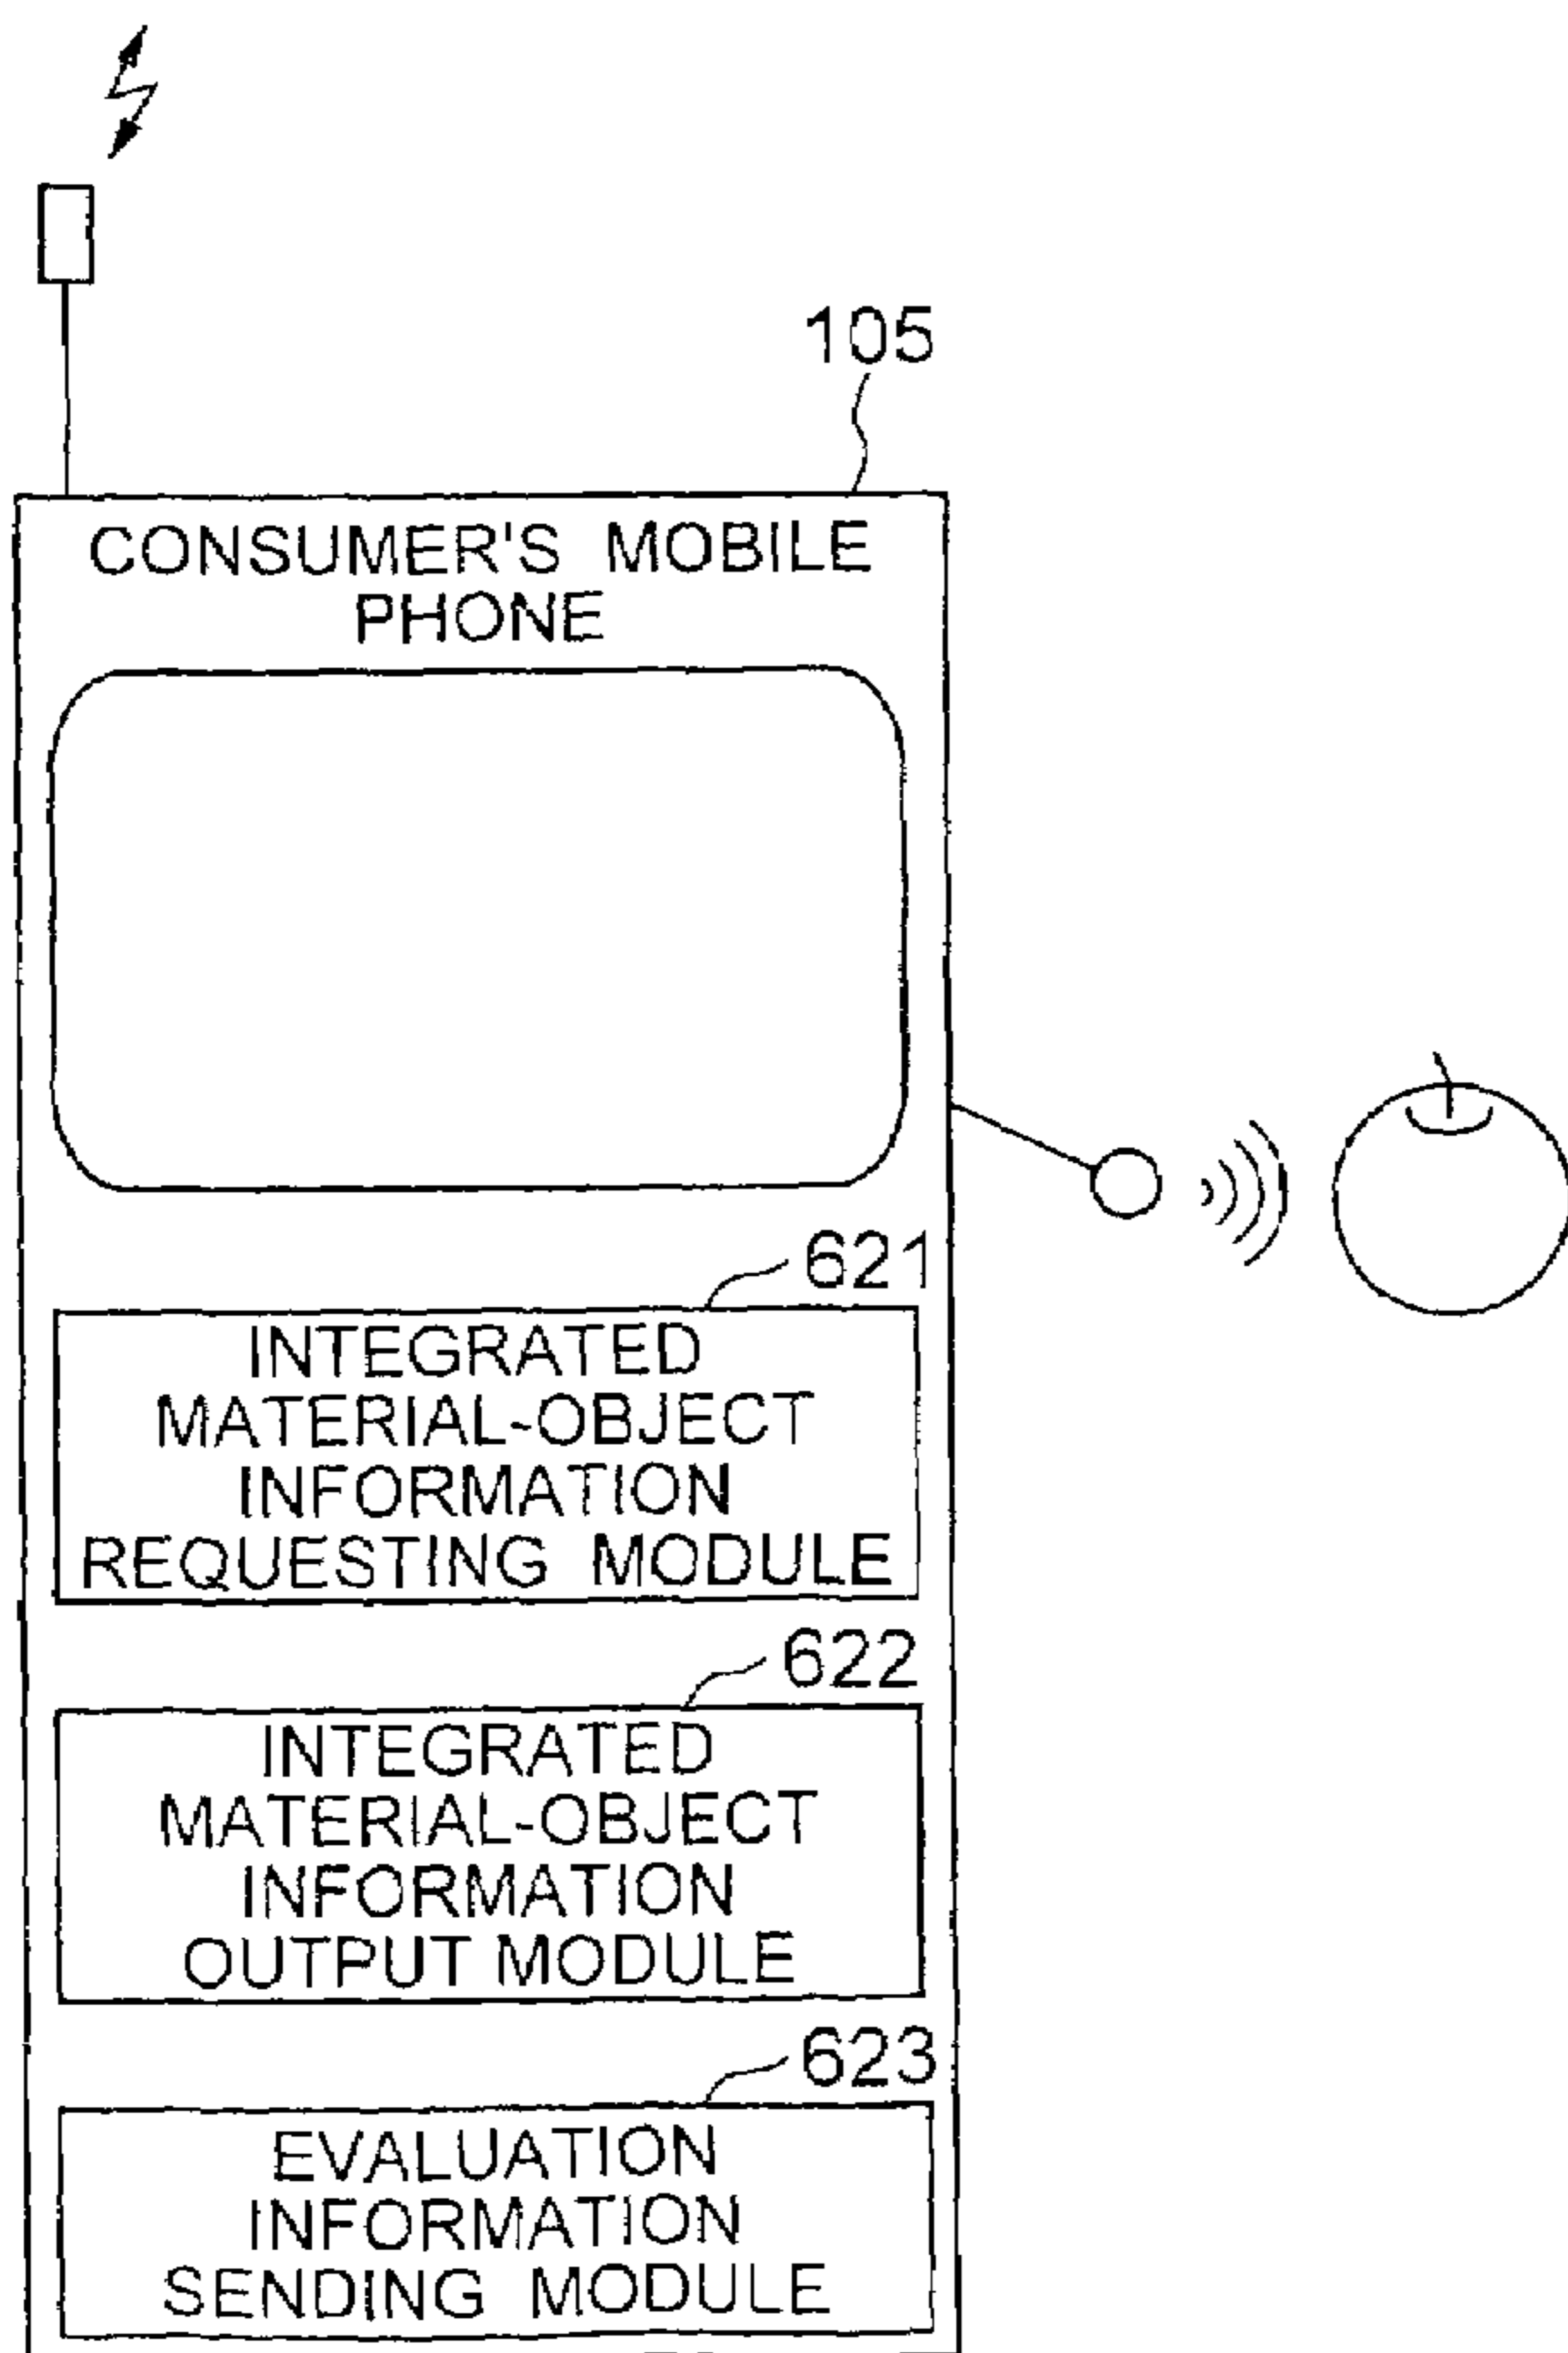 105
CONSUMER'S MOBILE
PHONE
621
INTEGRATED
MATERIAL-OBJECT
INFORMATION
REQUESTING MODULE
622
INTEGRATED
MATERIAL-OBJECT
INFORMATION
OUTPUT MODULE
623
EVALUATION
INFORMATION
SENDING MODULE